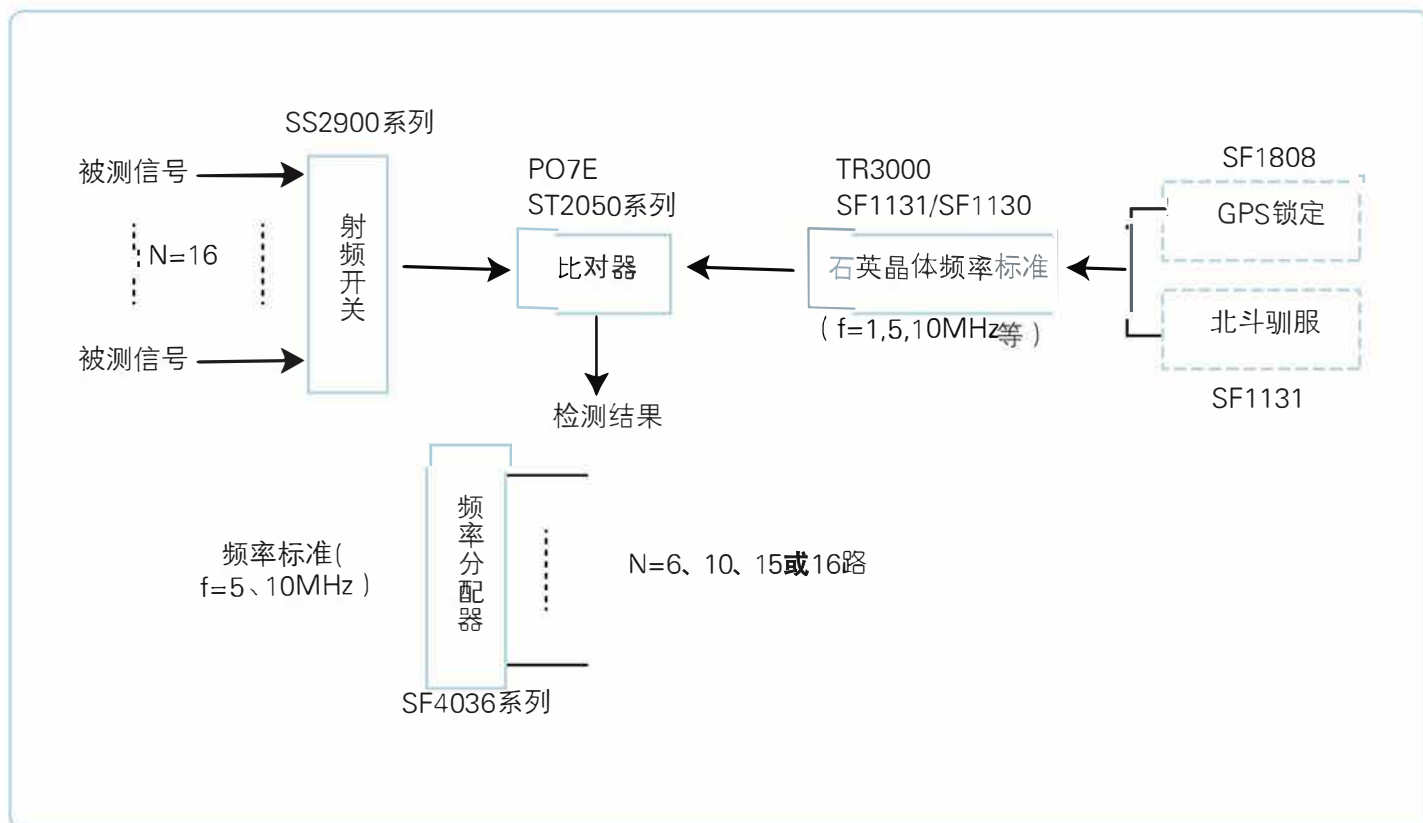 SS2900系列
被测信号
N=16
被测信号
射频开关
PO7E
ST2050系列
比对器
检测结果
TR3000
SF1131/SF1130
石英晶体频率标准
(f=1,5,10MHz等)
SF1808
GPS锁定
北斗驯服
SF1131
频率标准(
f=5、10MHz)
频率分配器
N=6、10、15或16路
SF4036系列